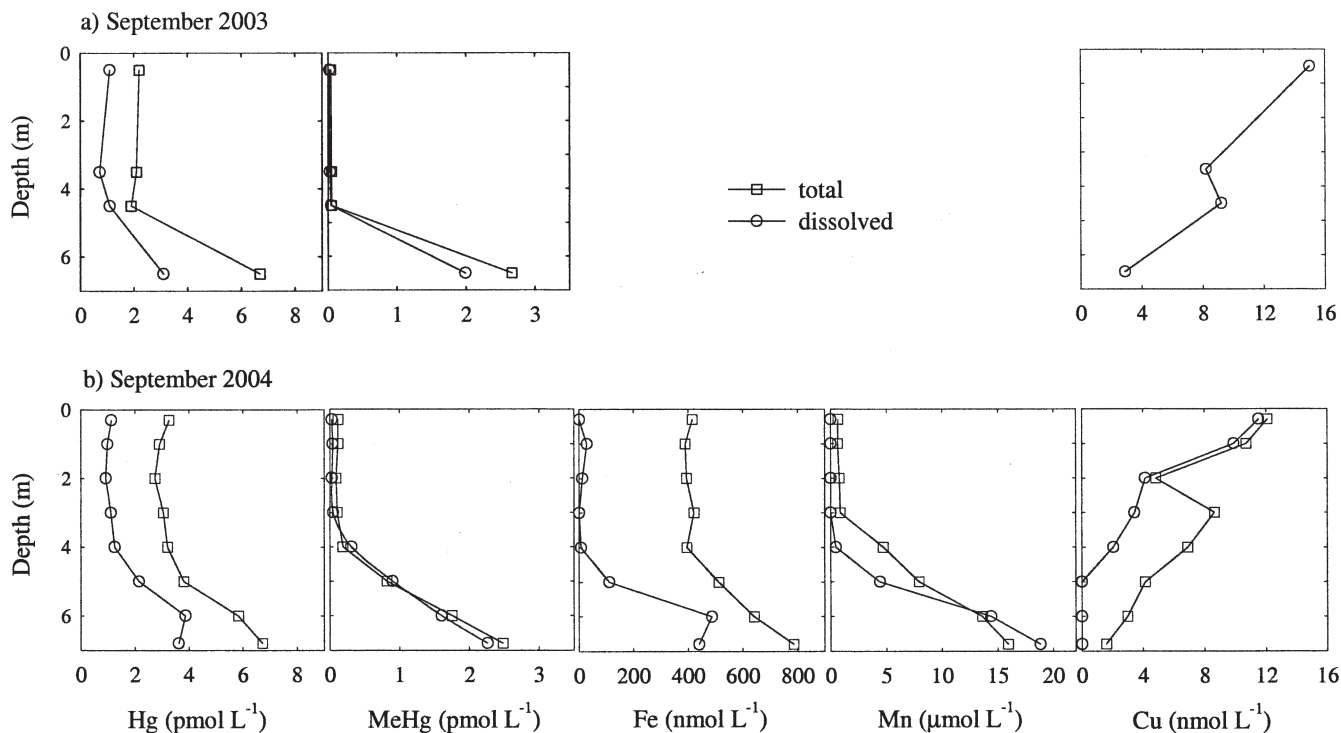 a) September 2003
0
2
4
6
Depth (m)
0 2 4 6 8
0 1 2 3
total
dissolved
0 4 8 12 16
b) September 2004
0
2
4
6
Depth (m)
0 2 4 6 8
0 1 2 3
0 200 400 600 800
0 5 10 15 20
0 4 8 12 16
Hg (pmol L⁻¹) MeHg (pmol L⁻¹) Fe (nmol L⁻¹) Mn (μmol L⁻¹) Cu (nmol L⁻¹)